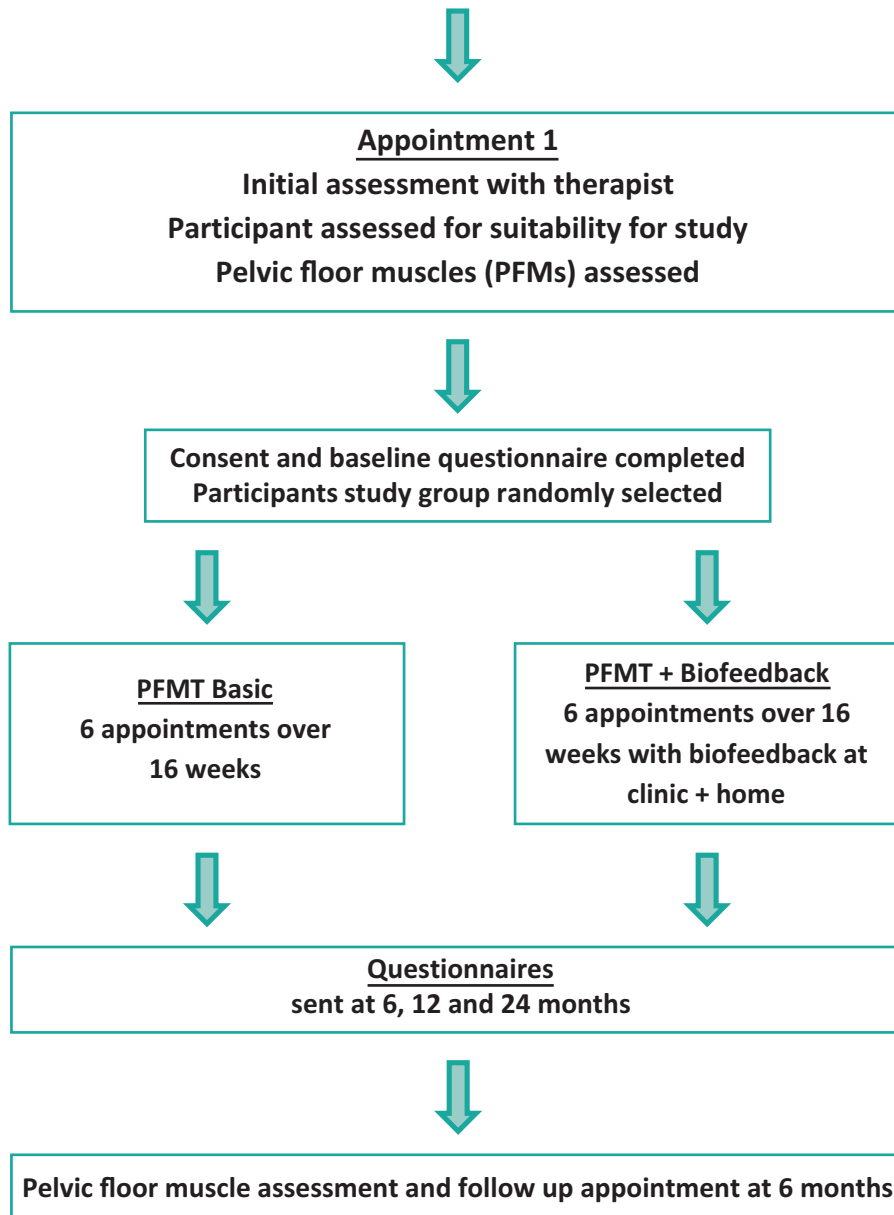 Appointment 1
Initial assessment with therapist
Participant assessed for suitability for study
Pelvic floor muscles (PFMs) assessed
Consent and baseline questionnaire completed
Participants study group randomly selected
PFMT Basic
6 appointments over
16 weeks
PFMT + Biofeedback
6 appointments over 16
weeks with biofeedback at
clinic + home
Questionnaires
sent at 6, 12 and 24 months
Pelvic floor muscle assessment and follow up appointment at 6 months